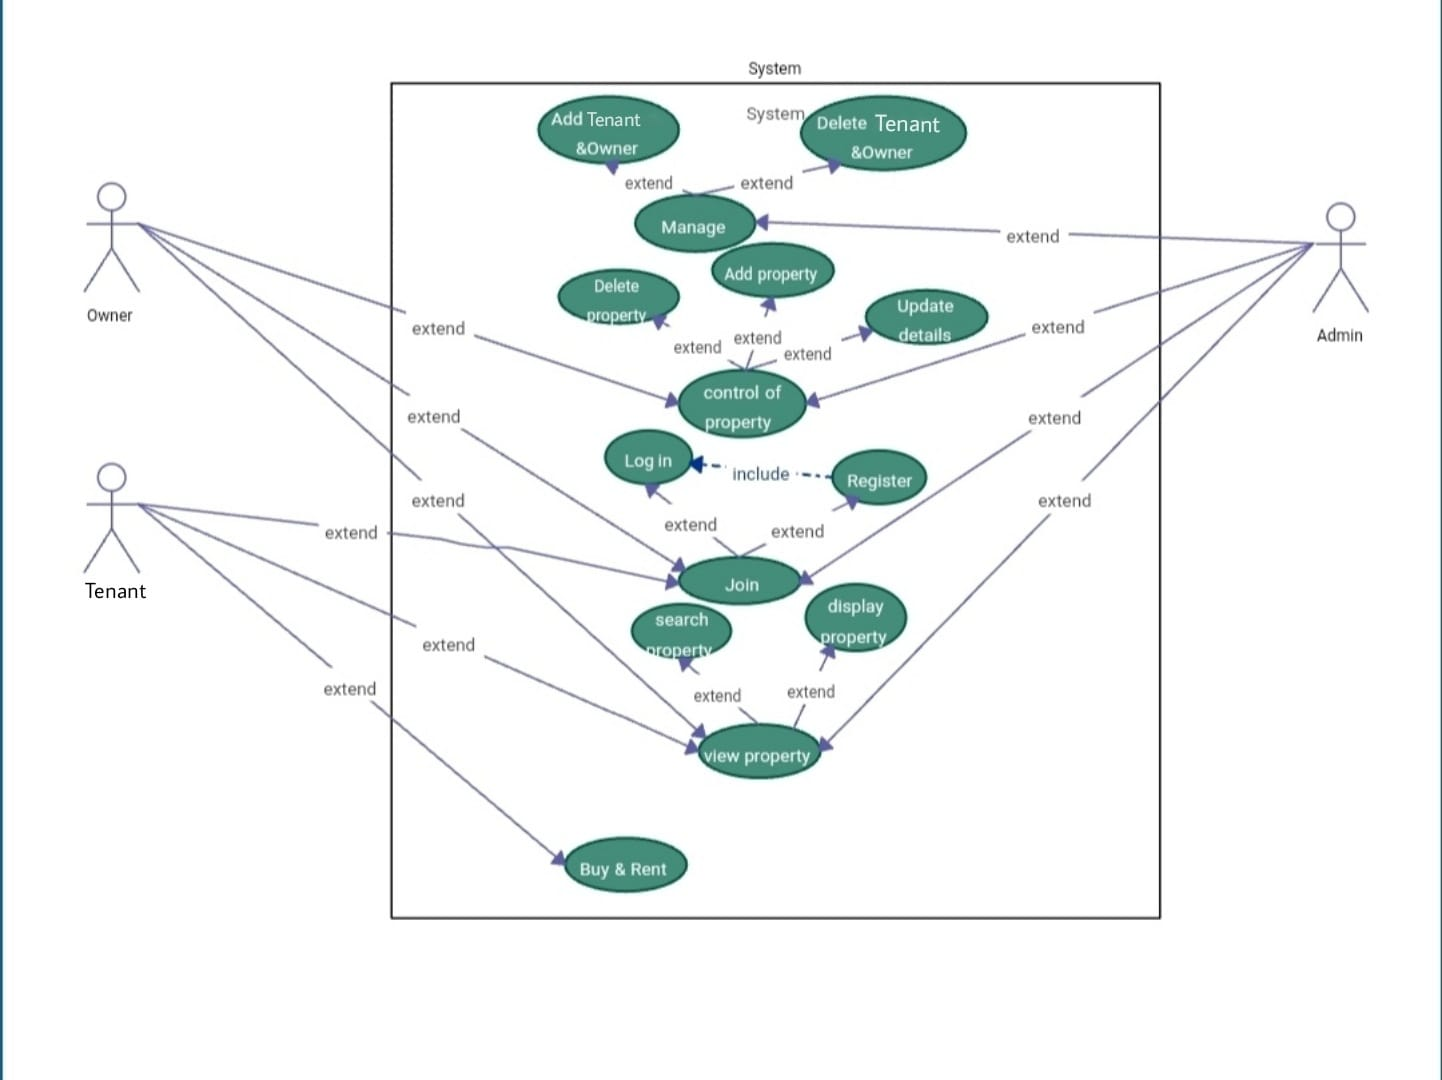 System
Add Tenant
&Owner
System
Delete Tenant
&Owner
extend
extend
Manage
extend
Add property
Delete
property
Update
details
Owner
extend
extend
extend
extend
extend
Admin
control of
property
extend
extend
Log in
include
Register
extend
extend
extend
extend
extend
Tenant
Join
search
property
display
property
extend
extend
extend
extend
view property
Buy & Rent